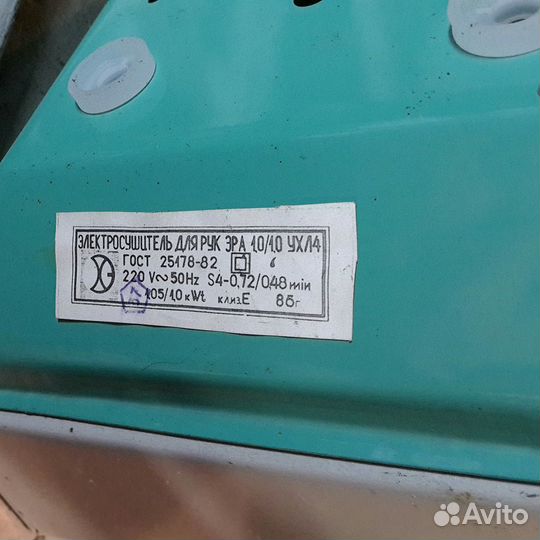 ЭЛЕКТРОСУШИТЕЛЬ ДЛЯ РУК ЭРА 1.0/1.0 УХЛ4
ГОСТ 25178-82
220 V~50Hz S4-0,72/0,48 min
1.05/1,0 kWt кл.из.Е 86г
Avito